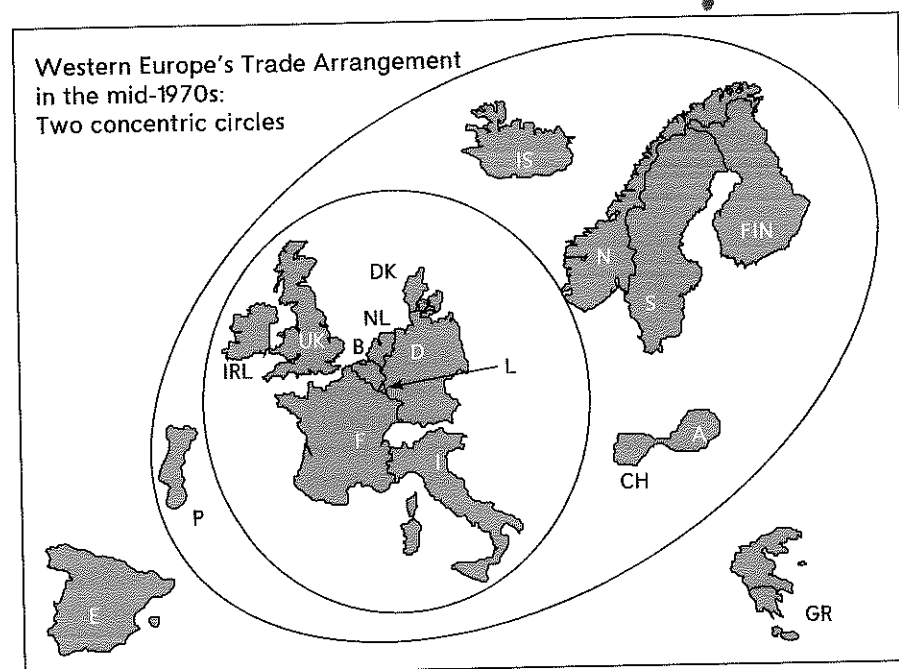 Western Europe's Trade Arrangement
in the mid-1970s:
Two concentric circles
IS
FIN
N
S
DK
NL
UK
B
D
IRL
L
F
I
A
CH
P
E
GR